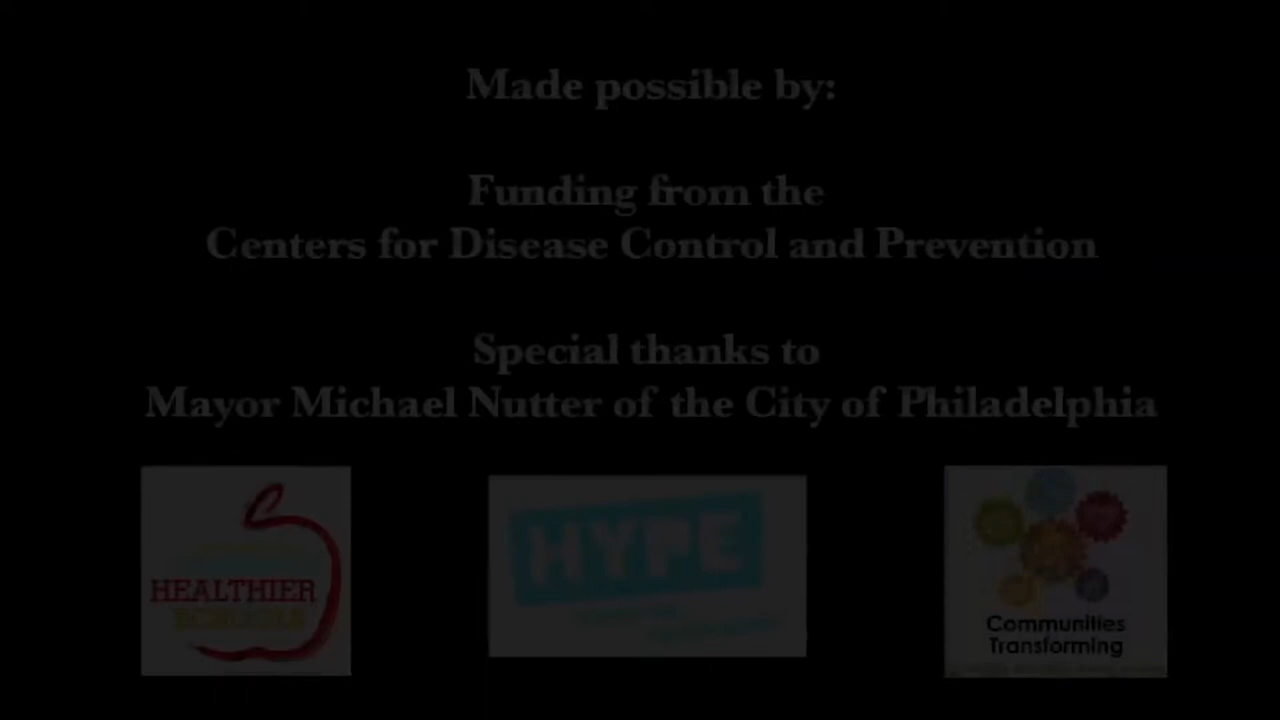 Made possible by:
Funding from the
Centers for Disease Control and Prevention
Special thanks to
Mayor Michael Nutter of the City of Philadelphia
HEALTHIER
SCHOOLS
HYPE
Communities
Transforming